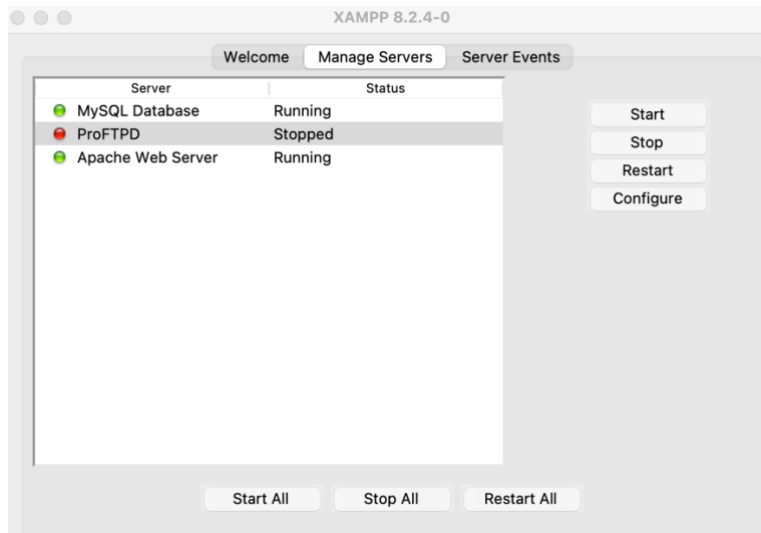 XAMPP 8.2.4-0
Welcome Manage Servers Server Events
Server Status
MySQL Database Running
ProFTPD Stopped
Apache Web Server Running
Start
Stop
Restart
Configure
Start All Stop All Restart All